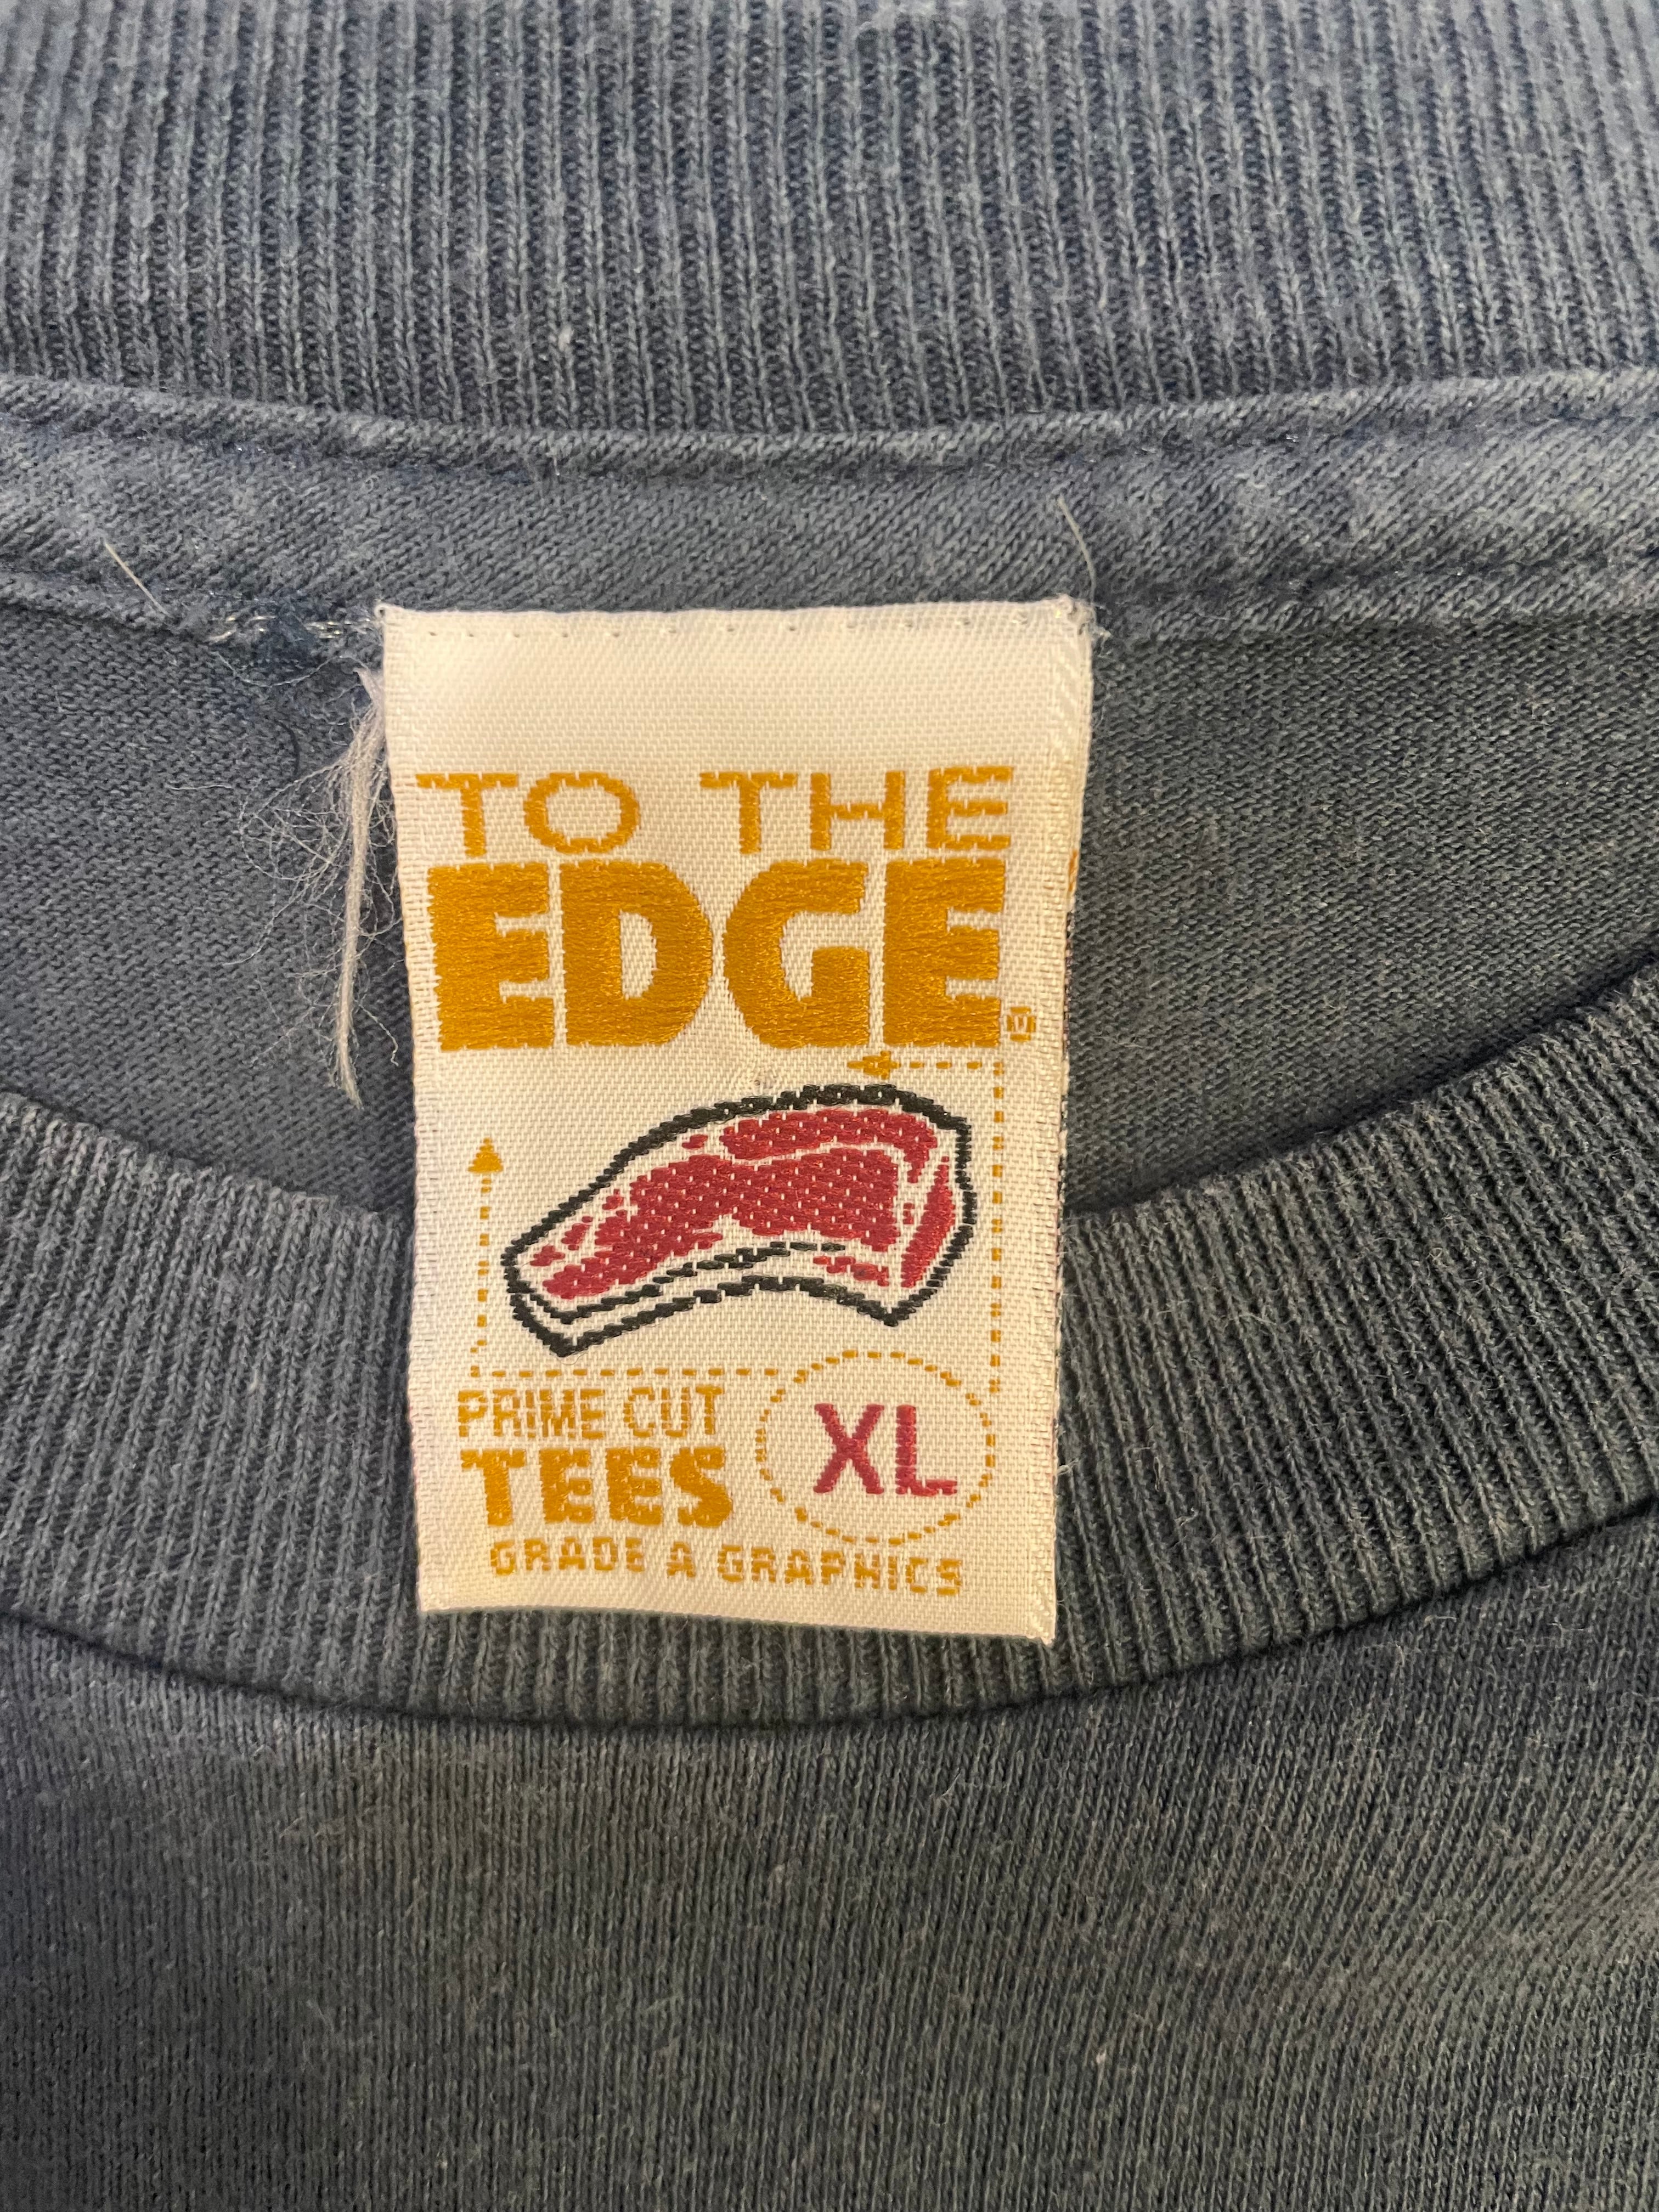 TO THE
EDGE®
PRIME CUT
TEES
XL
GRADE A GRAPHICS